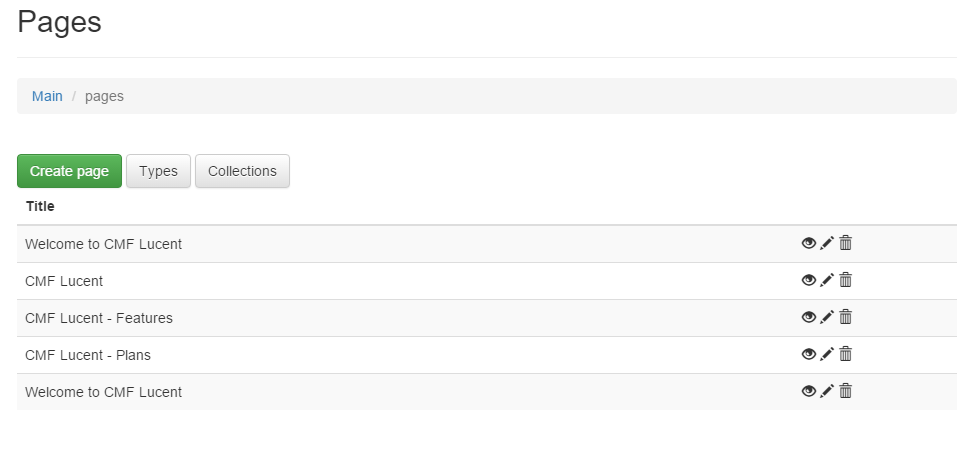 Pages
Main / pages
Create page Types Collections
Title
Welcome to CMF Lucent
CMF Lucent
CMF Lucent - Features
CMF Lucent - Plans
Welcome to CMF Lucent